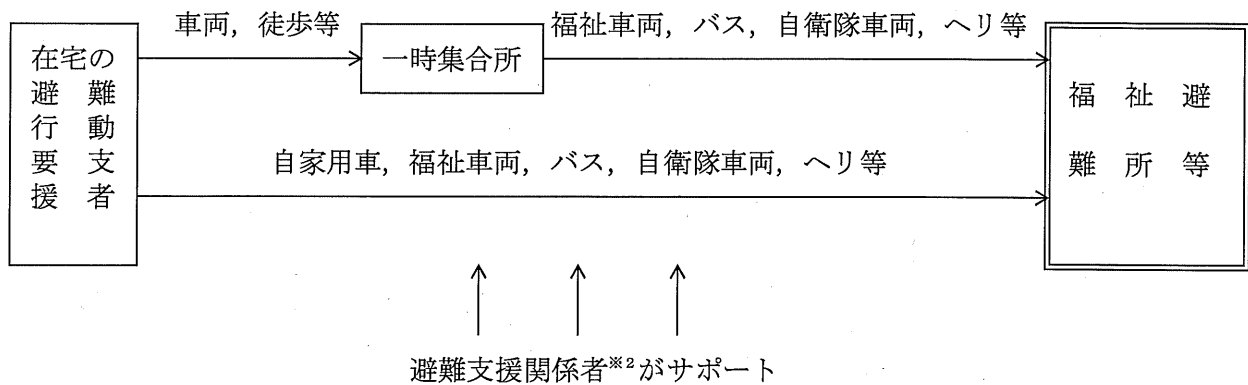 車両，徒歩等
福祉車両，バス，自衛隊車両，ヘリ等
在宅の
避難
行動
要支
援者
一時集合所
福祉避
難所等
自家用車，福祉車両，バス，自衛隊車両，ヘリ等
避難支援関係者※2がサポート